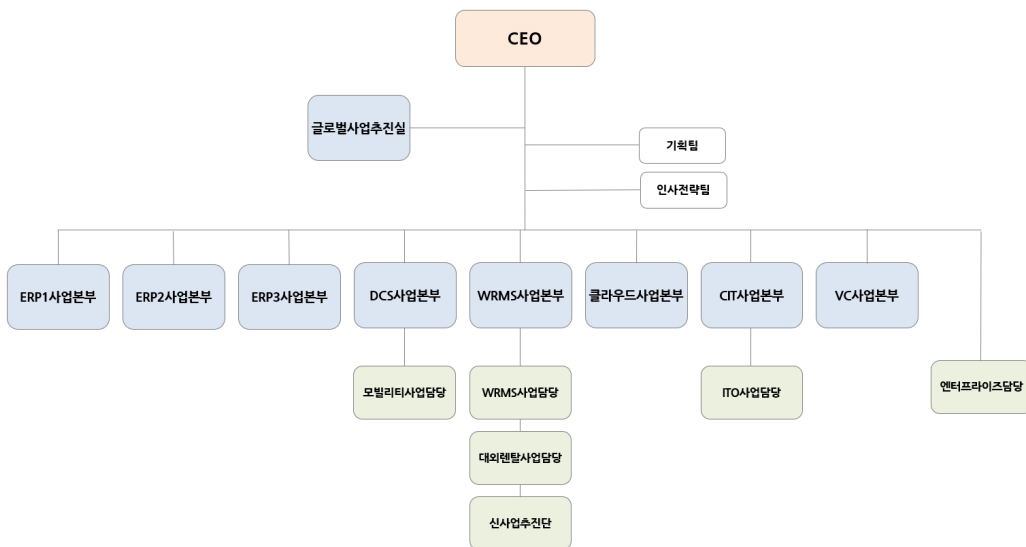 CEO
글로벌사업추진실
기획팀
인사전략팀
ERP1사업본부
ERP2사업본부
ERP3사업본부
DCS사업본부
WRMS사업본부
클라우드사업본부
CIT사업본부
VC사업본부
모빌리티사업담당
WRMS사업담당
ITO사업담당
엔터프라이즈담당
대외렌탈사업담당
신사업추진단